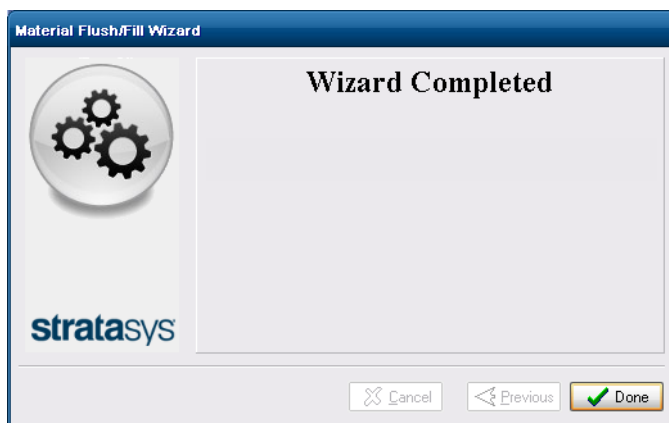 Material Flush/Fill Wizard
Wizard Completed
stratasys
Cancel
Previous
Done